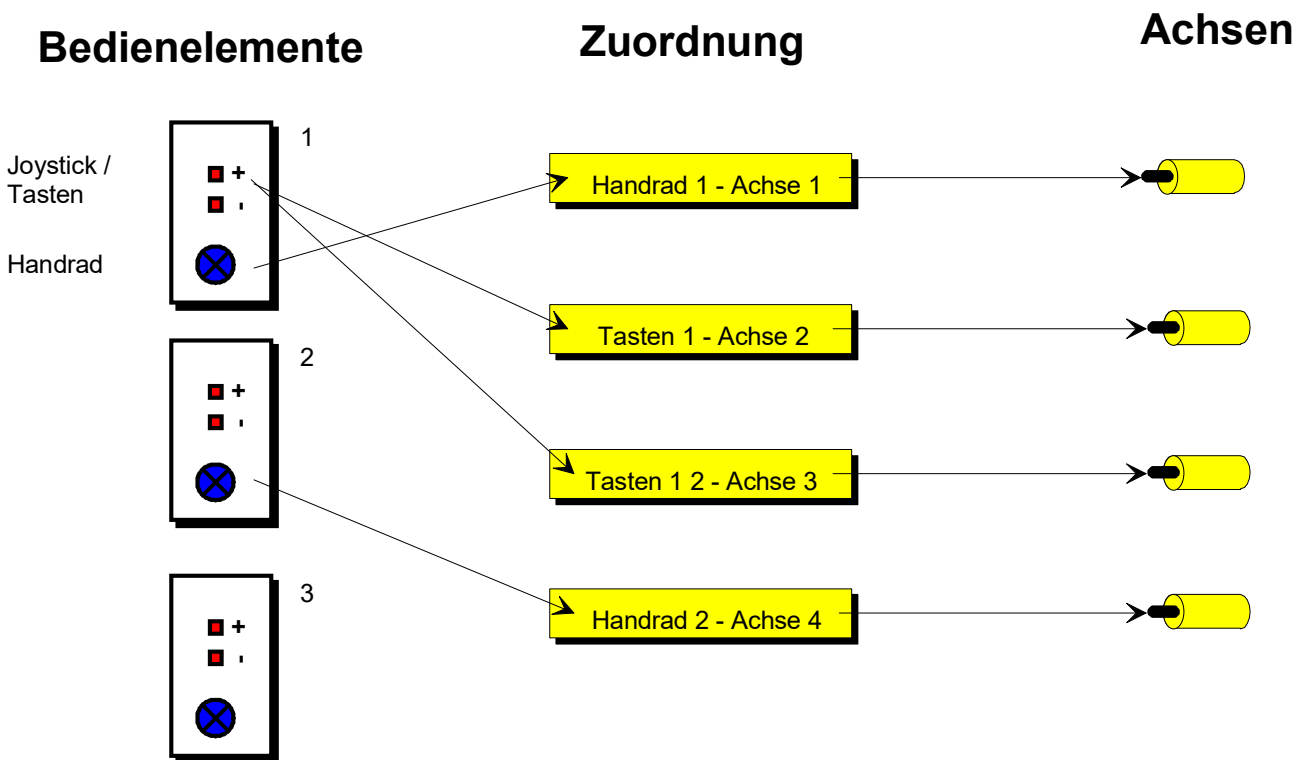 Bedienelemente
Zuordnung
Achsen
1
Joystick /
Tasten
+
-
Handrad
Handrad 1 - Achse 1
Tasten 1 - Achse 2
2
+
-
Tasten 1 2 - Achse 3
3
+
-
Handrad 2 - Achse 4